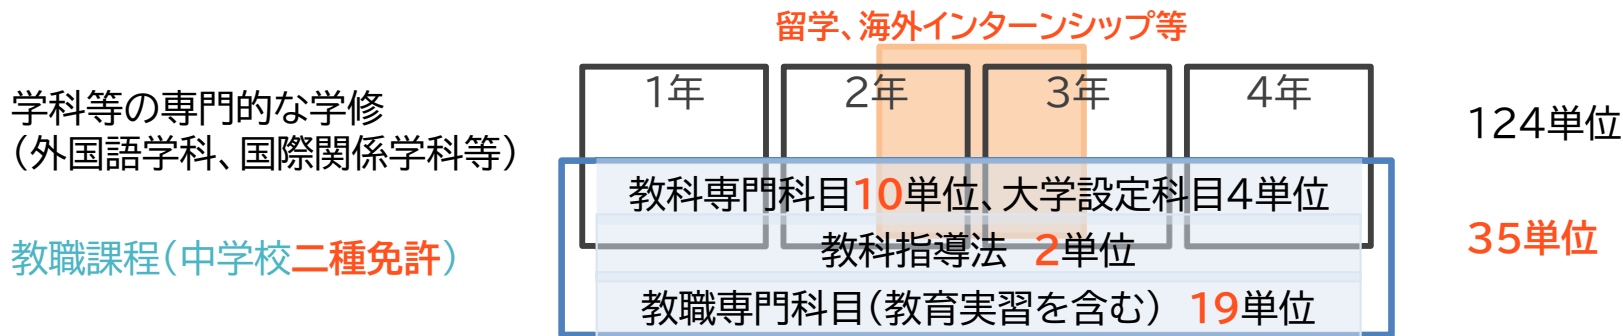 留学、海外インターンシップ等
1年 2年 3年 4年
学科等の専門的な学修
(外国語学科、国際関係学科等)
124単位
教科専門科目10単位、大学設定科目4単位
教職課程(中学校二種免許)
教科指導法 2単位
35単位
教職専門科目(教育実習を含む) 19単位